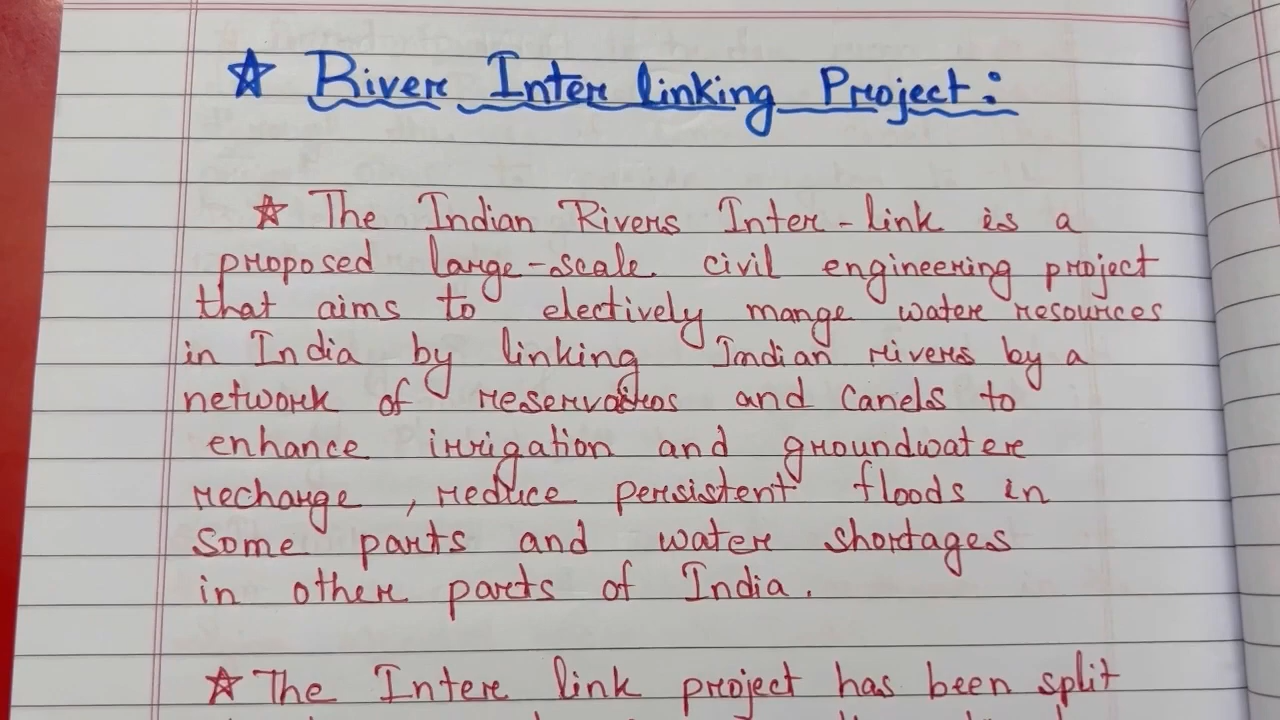 ☆ River Inter linking Project:
☆ The Indian Rivers Inter-link is a
proposed large-scale civil engineering project
that aims to electively mange water resources
in India by linking Indian rivers by a
network of reservoiros and canels to
enhance irrigation and groundwater
recharge, reduce persistent floods in
Some parts and water shortages
in other parts of India.
☆ The Inter link project has been split